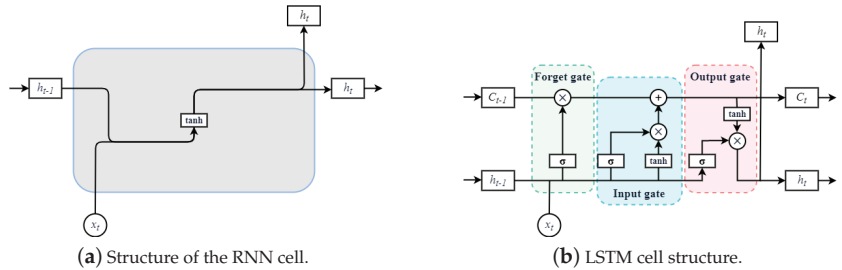 h_t
h_{t-1}
tanh
h_t
x_t
(a) Structure of the RNN cell.
h_t
Forget gate
Output gate
C_{t-1}
×
+
C_t
tanh
×
×
σ
σ
tanh
σ
h_{t-1}
h_t
Input gate
x_t
(b) LSTM cell structure.